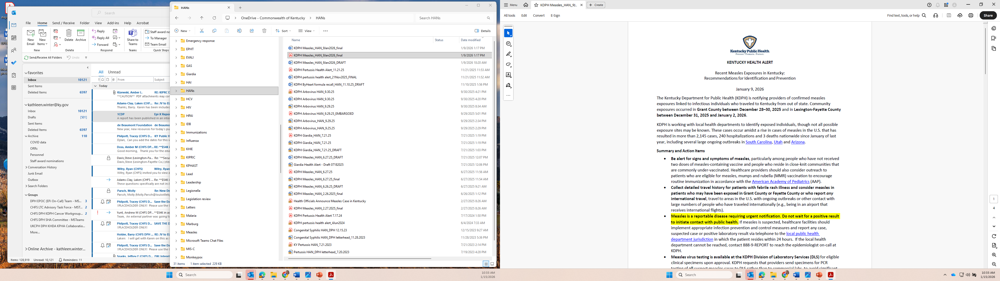 Search
File Home Send / Receive Folder View Add-ins Help Acrobat
New Email
New Items
Delete
Archive
Reply
Reply All
Forward
Share to Teams
Staff award no
To Manager
Team Email
New
Delete
Respond
Teams
Quick Steps
Send/Receive All Folders
Undo
Favorites
Inbox 10121
Sent Items
Deleted Items 6597
kathleen.winter@ky.gov
Inbox 10121
Drafts [501]
Sent Items
Deleted Items 6597
Archive 110
COVID data
ORRs
Personnel
Staff award nominations
Conversation History
Junk Email
Outbox
Search Folders
Groups
DPH EPOC (EPi On-Call) Team - MS... 3
CHFS LTC Advisory Task Force - MST... 2
CHFS DPH KDPH Cancer Workgroup... 2
CHFS DPH SHA Committee - MSTeams
UKCPH DPH KHDA KPHA Collaboratio...
More...
Online Archive - kathleen.winter...
All Unread
From Subject
Today
Kizewski, Amber L. RE: KIPRC D
**CAUTION** PDF attachments may con
Adams-Clay, Laken (CHF... Re: JV to EL
Thanks, Barry. Karen has been included
1CDP Epi-X Repor
A report has been published in an inter
de Beaumont Foundation de Beaumo
New year, new resources for today's pu
Philpott, Tracey (CHFS D... KY Public H
Dylan, Can you add the dates for this v
Doss, Amber M (CHFS DP... RE: **$54K i
Good morning, Thank you for the ema
Davis,Steve (Lexington-Fa... Re: "**Secur
Davis,Steve (Lexington-Fayette Co.) (stev
Witry, Ryan (CHFS) Witry, Ryan
Witry, Ryan (CHFS) invited you to view a
Adams-Clay, Laken (CHFS ... Re: **$54K i
These questions specifically are not in-l
Parsch, Molly Re: New De
Parsch, Molly (Molly.Parsch@louisvilleky
Philpott, Tracey (CHFS D... Save the Da
!!PLACEHOLDER ONLY!! Please use the C
Yunt, Andrew M (CHFS DP... **$54K in as
Team, An external partner was going to
Philpott, Tracey (CHFS D... SAVE THE D
!!PLACEHOLDER ONLY!!
Holder, Barry (CHFS DPH ... RE: JV to EL
Laken: I will get with Karen on this as
Philpott, Tracey (CHFS D... Save the Da
!!PLACEHOLDER ONLY!! Please use the C
Sparks, Jeffrey E (CHFS D... FW: Integri
Items: 128,919 Unread: 10,121 Reminders: 11
HANs
OneDrive - Commonwealth of Kentucky > HANs
Search HANs
New
Sort
View
Details
Emergency response
EPHT
EVALI
GAS
Giardia
HAI
HANs
HCV
HIV
HPAI
IDB
Immunizations
Influenza
KHIE
KIPRIC
KPHAST
Lead
Leadership
Legionella
Legislation review
Letters
Malaria
Marburg
Measles
Microsoft Teams Chat Files
MIS-C
Monkeypox
Name Status Date modified
KDPH Measles_HAN_9Jan2026_final 1/9/2026 1:17 PM
KDPH Measles_HAN_9Jan2026_final 1/9/2026 1:17 PM
KDPH Measles_HAN_9Jan2026_DRAFT 1/9/2026 10:20 AM
KDPH Pertussis Health Alert_11.21.25 11/21/2025 11:53 AM
KDPH pertussis health alert_21Nov2025_FINAL 11/21/2025 11:52 AM
KDPH ByHeart formula recall_HAN_11.10.25_DRAFT 11/10/2025 1:56 PM
KDPH Arbovirus HAN_9.30.25 9/30/2025 4:21 PM
KDPH Arbovirus HAN_9.30.25 9/30/2025 4:20 PM
KDPH Arbovirus HAN_9.29.25 9/30/2025 8:34 AM
KDPH Arbovirus HAN_9.29.25_EMBARGOED 9/29/2025 5:01 PM
KDPH Arbovirus_HAN_9.29.25 9/29/2025 2:34 PM
KDPH Arbovirus_HAN_9.25.25 9/29/2025 2:29 PM
KDPH Giardia_HAN_7.21.25 7/21/2025 1:19 PM
KDPH Giardia_HAN_7.21.25 7/21/2025 1:19 PM
KDPH Giardia_HAN_7.21.25_DRAFT 7/21/2025 1:03 PM
KDPH Measles_HAN_6.27.25_DRAFT 7/21/2025 12:07 PM
Giardia Health Alert - Draft 07182025 7/21/2025 12:06 PM
KDPH Measles_HAN_6.27.25 6/27/2025 11:56 AM
KDPH Measles_HAN_6.27.25_final 6/27/2025 11:54 AM
KDPH Measles_HAN_6.26.25_DRAFT 6/27/2025 9:21 AM
KDPH Measles_HAN_2.26.2025_final 6/26/2025 1:12 PM
Health Officials Announce Measles Case in Kentucky 2/27/2025 8:26 AM
KDPH Measles_HAN_2.27.2025_final 2/27/2025 8:26 AM
KDPH Pertussis Health Alert 7.17.24 7/17/2024 1:50 PM
KDPH pertussis health alert_4Jun2024 6/4/2024 7:33 AM
Congenital Syphilis HAN_DPH 12.15.23 12/15/2023 9:27 AM
Congenital Syphilis HAN_DPH letterhead_11.28.2023 11/28/2023 5:36 PM
KY Pertussis HAN_7.21.2023 7/21/2023 2:14 PM
Pertussis HAN_DPH letterhead_7.20.2023 7/19/2023 4:28 PM
31 items 1 item selected 229 KB
Search
10:33 AM
1/15/2026
Menu
KDPH Measles_HAN_9J...
Create
All tools Edit Convert E-Sign
Find text, tools, or help
Share
Kentucky Public Health
Prevent. Promote. Protect.
KENTUCKY HEALTH ALERT
Recent Measles Exposures in Kentucky:
Recommendations for Identification and Prevention
January 9, 2026
The Kentucky Department for Public Health (KDPH) is notifying providers of confirmed measles
exposures linked to infectious individuals who traveled to Kentucky from out of state. Community
exposures occurred in Grant County between December 28–30, 2025 and in Lexington-Fayette County
between December 31, 2025 and January 2, 2026.
KDPH is working with local health departments to identify exposed individuals, though not all possible
exposure sites may be known. These cases occur amidst a rise in cases of measles in the U.S. that has
resulted in more than 2,145 cases, 240 hospitalizations and 3 deaths nationwide since January of last
year, including several large ongoing outbreaks in South Carolina, Utah and Arizona.
Summary and Action Items
• Be alert for signs and symptoms of measles, particularly among people who have not received
two doses of measles-containing vaccine and people who reside in close-knit communities that
are commonly under-vaccinated. Healthcare providers should also consider outreach to
patients who are eligible for measles, mumps and rubella (MMR) vaccination to encourage
routine immunization in accordance with the American Academy of Pediatrics (AAP).
• Collect detailed travel history for patients with febrile rash illness and consider measles in
patients who may have been exposed in Grant County or Fayette County or who report any
international travel, travel to areas in the U.S. with ongoing outbreaks or other contact with
large numbers of people who have traveled internationally (e.g., being in an airport that
receives international flights).
• Measles is a reportable disease requiring urgent notification. Do not wait for a positive result
to initiate contact with public health. If measles is suspected, healthcare facilities should
implement appropriate infection prevention and control measures and report any case,
suspected case or positive laboratory result via telephone to the local public health
department jurisdiction in which the patient resides within 24 hours. If the local health
department cannot be reached, contact 888-9-REPORT to reach the epidemiologist on-call at
KDPH.
• Measles virus testing is available at the KDPH Division of Laboratory Services (DLS) for eligible
clinical specimens upon approval. KDPH requests that providers send specimens for PCR
testing of all suspect measles cases to DLS rather than to commercial labs, to avoid significant
1
4
Search
10:33 AM
1/15/2026